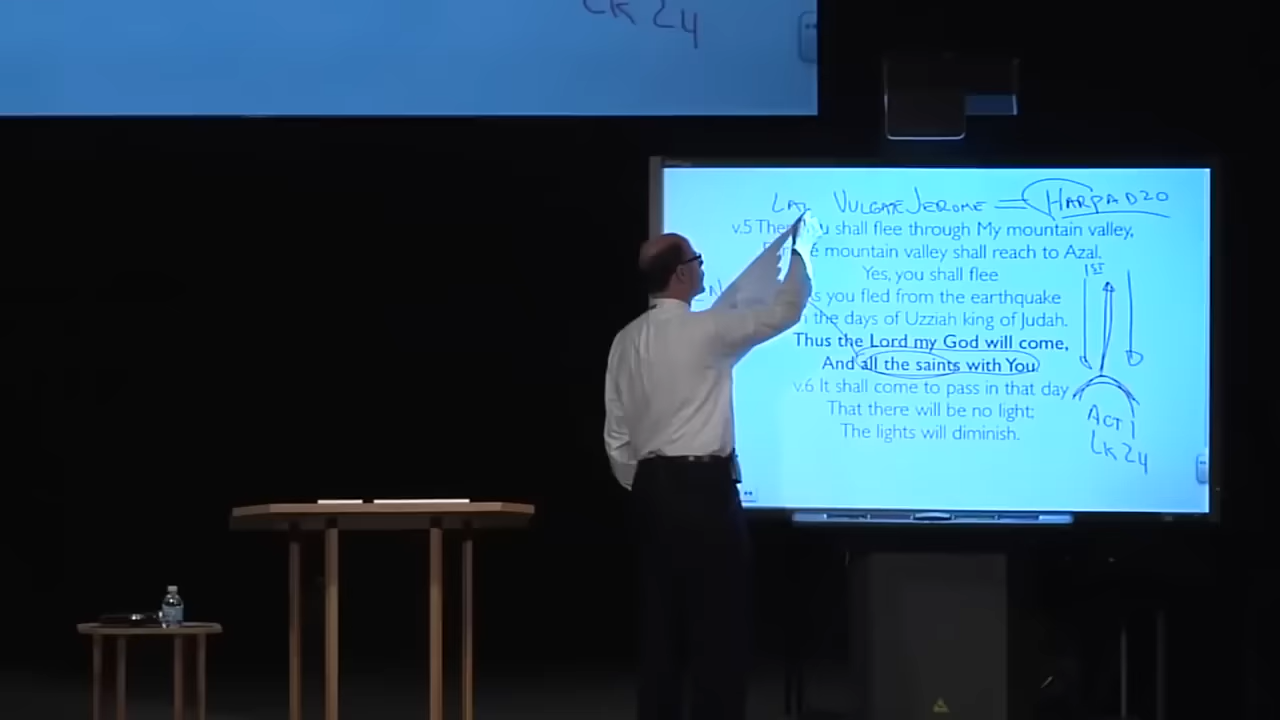 Lk 24
LAT VULGATE JEROME = HARPADZO
v.5 The u shall flee through My mountain valley,
mountain valley shall reach to Azal.
Yes, you shall flee
1ST
s you fled from the earthquake
the days of Uzziah king of Judah.
Thus the Lord my God will come,
And all the saints with You.
v.6 It shall come to pass in that day
That there will be no light;
The lights will diminish.
ACT 1
LK 24